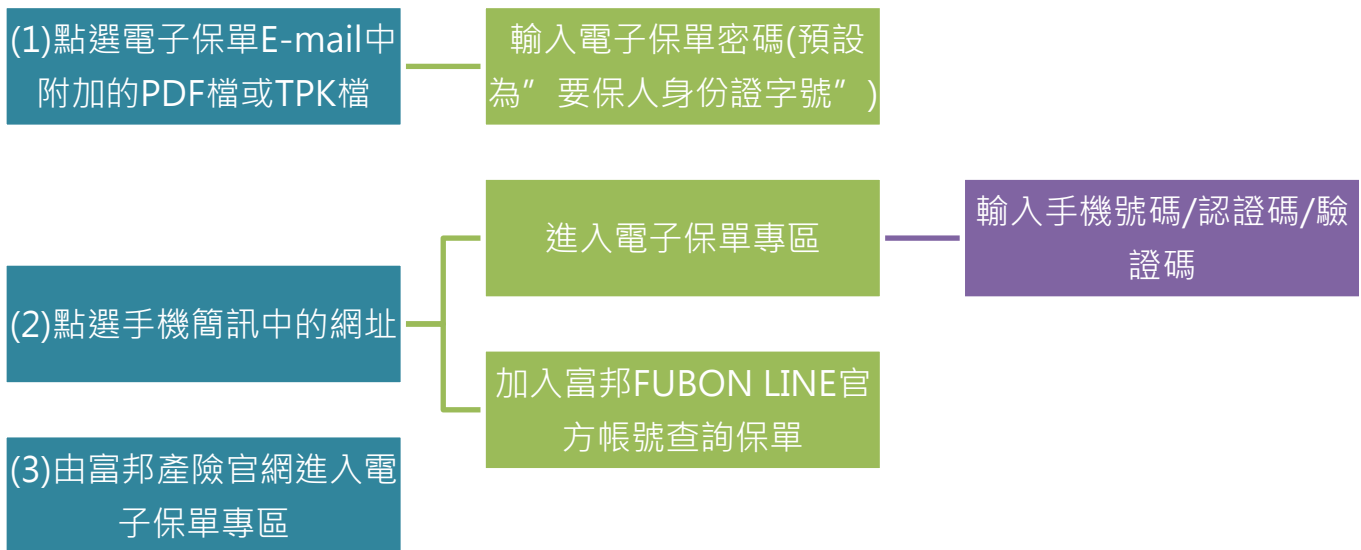 (1)點選電子保單E-mail中
附加的PDF檔或TPK檔
輸入電子保單密碼(預設
為”要保人身份證字號”)
(2)點選手機簡訊中的網址
進入電子保單專區
輸入手機號碼/認證碼/驗
證碼
加入富邦FUBON LINE官
方帳號查詢保單
(3)由富邦產險官網進入電
子保單專區